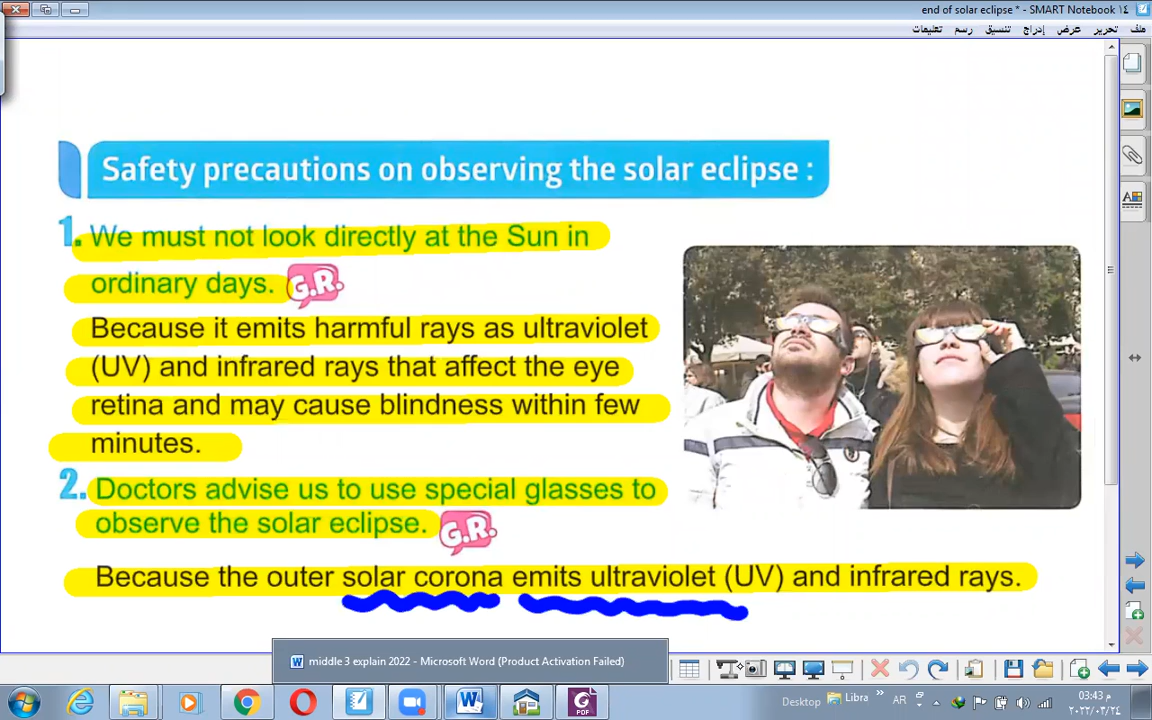 end of solar eclipse * - SMART Notebook ١٤
ملف تحرير عرض إدراج تنسيق رسم تعليمات
Safety precautions on observing the solar eclipse :
1. We must not look directly at the Sun in
ordinary days. G.R.
Because it emits harmful rays as ultraviolet
(UV) and infrared rays that affect the eye
retina and may cause blindness within few
minutes.
2. Doctors advise us to use special glasses to
observe the solar eclipse. G.R.
Because the outer solar corona emits ultraviolet (UV) and infrared rays.
middle 3 explain 2022 - Microsoft Word (Product Activation Failed)
PDF
Desktop
Libra
AR
03:43 م
٢٠٢٢/٠٣/٢٤